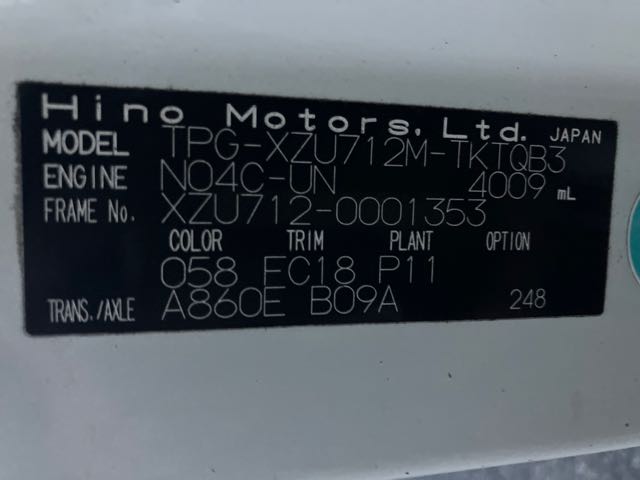 Hino Motors, Ltd. JAPAN
MODEL TPG-XZU712M-TKTQB3
ENGINE N04C-UN 4009 mL
FRAME No. XZU712-0001353
COLOR TRIM PLANT OPTION
058 FC18 P11
TRANS./AXLE A860E B09A 248